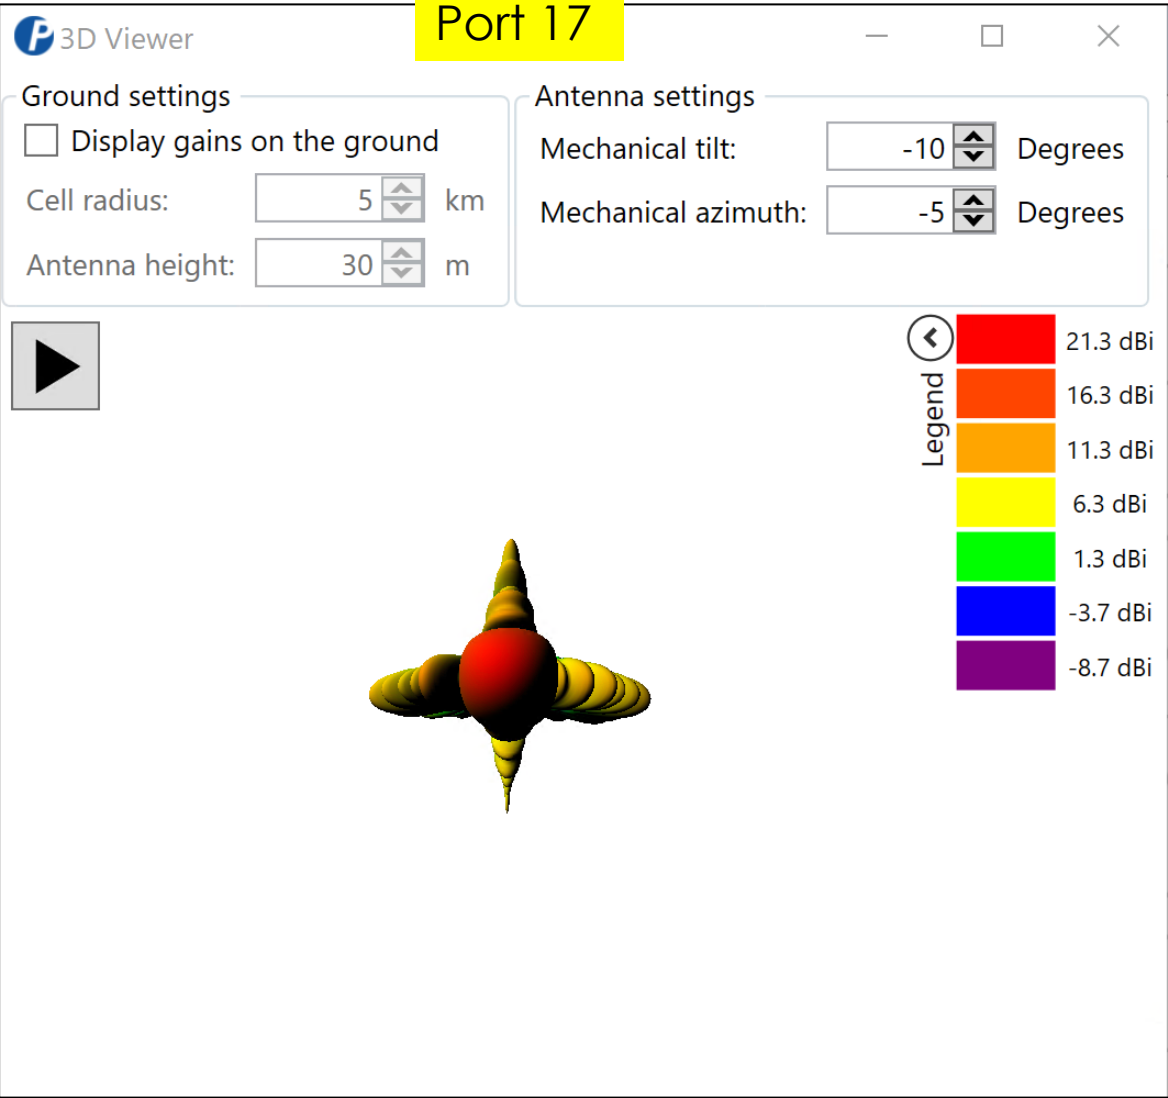 Port 17
3D Viewer
Ground settings
Display gains on the ground
Cell radius: 5 km
Antenna height: 30 m
Antenna settings
Mechanical tilt: -10 Degrees
Mechanical azimuth: -5 Degrees
Legend
21.3 dBi
16.3 dBi
11.3 dBi
6.3 dBi
1.3 dBi
-3.7 dBi
-8.7 dBi